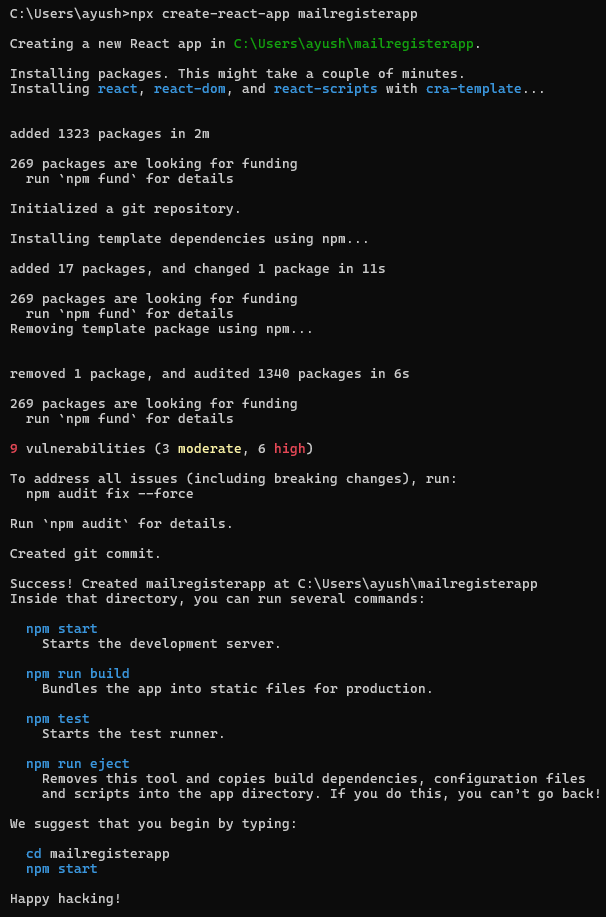 C:\Users\ayush>npx create-react-app mailregisterapp
Creating a new React app in C:\Users\ayush\mailregisterapp.
Installing packages. This might take a couple of minutes.
Installing react, react-dom, and react-scripts with cra-template...
added 1323 packages in 2m
269 packages are looking for funding
  run `npm fund` for details
Initialized a git repository.
Installing template dependencies using npm...
added 17 packages, and changed 1 package in 11s
269 packages are looking for funding
  run `npm fund` for details
Removing template package using npm...
removed 1 package, and audited 1340 packages in 6s
269 packages are looking for funding
  run `npm fund` for details
9 vulnerabilities (3 moderate, 6 high)
To address all issues (including breaking changes), run:
  npm audit fix --force
Run `npm audit` for details.
Created git commit.
Success! Created mailregisterapp at C:\Users\ayush\mailregisterapp
Inside that directory, you can run several commands:
  npm start
    Starts the development server.
  npm run build
    Bundles the app into static files for production.
  npm test
    Starts the test runner.
  npm run eject
    Removes this tool and copies build dependencies, configuration files
    and scripts into the app directory. If you do this, you can't go back!
We suggest that you begin by typing:
  cd mailregisterapp
  npm start
Happy hacking!